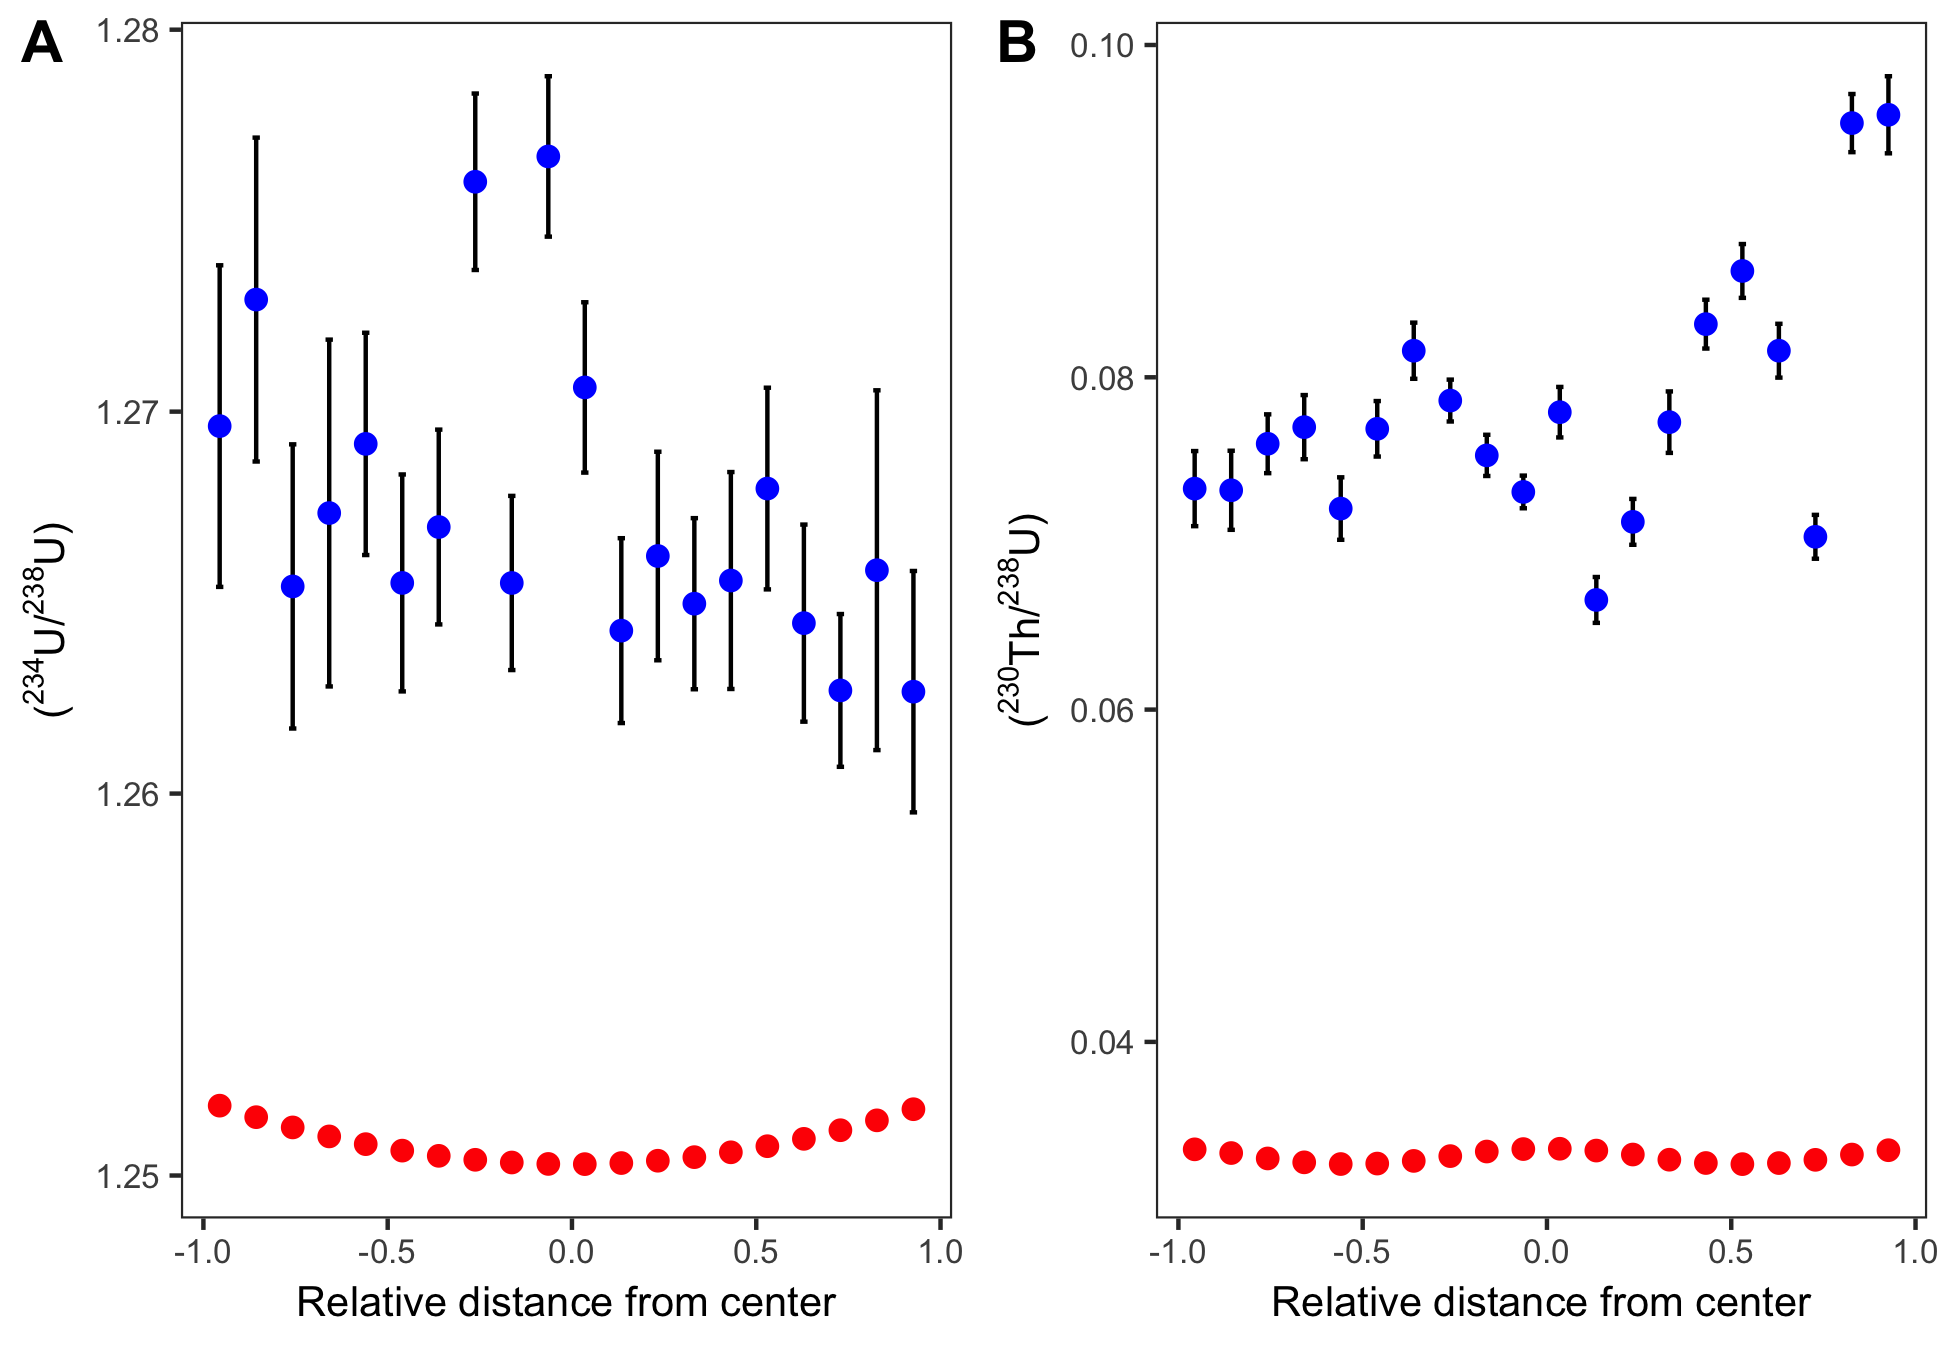 A
1.28
1.27
1.26
1.25
(²³⁴U/²³⁸U)
-1.0 -0.5 0.0 0.5 1.0
Relative distance from center
B
0.10
0.08
0.06
0.04
(²³⁰Th/²³⁸U)
-1.0 -0.5 0.0 0.5 1.0
Relative distance from center